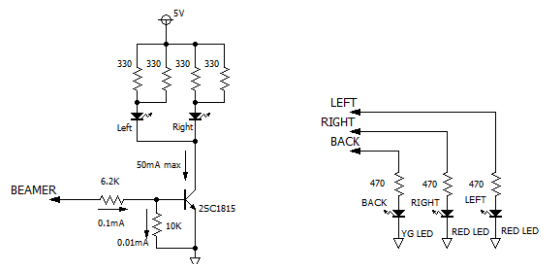 5V
330 330 330 330
Left
Right
50mA max
BEAMER
6.2K
2SC1815
0.1mA
10K
0.01mA
LEFT
RIGHT
BACK
470 470 470
BACK RIGHT LEFT
YG LED RED LED RED LED